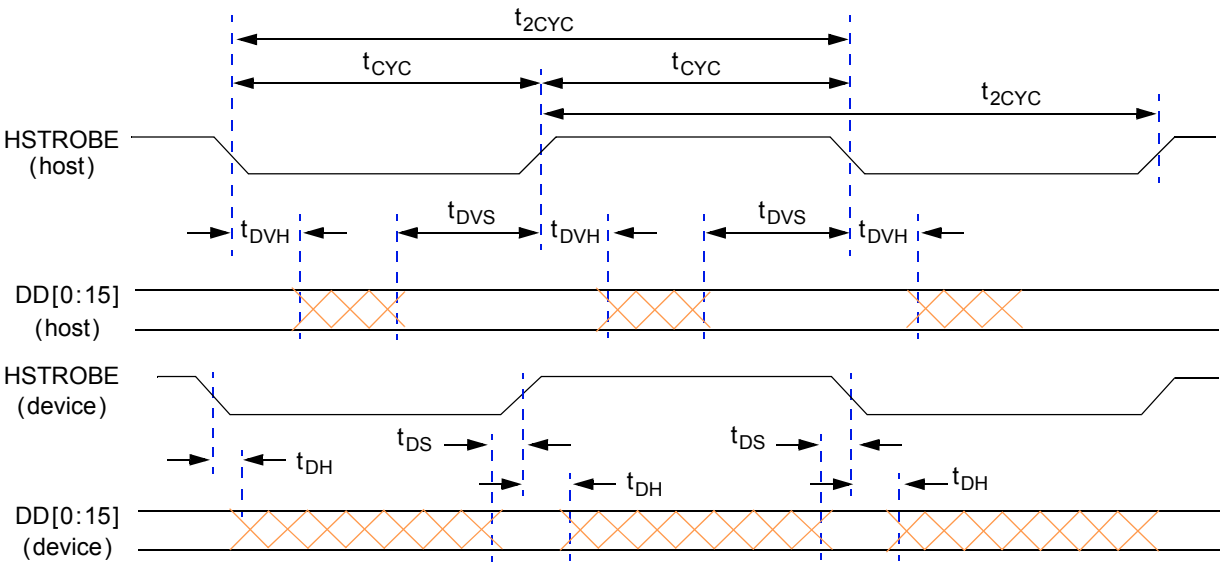 t2CYC
tCYC tCYC
t2CYC
HSTROBE
(host)
tDVH tDVS tDVH tDVS tDVH
DD[0:15]
(host)
HSTROBE
(device)
tDS tDS
tDH tDH tDH
DD[0:15]
(device)